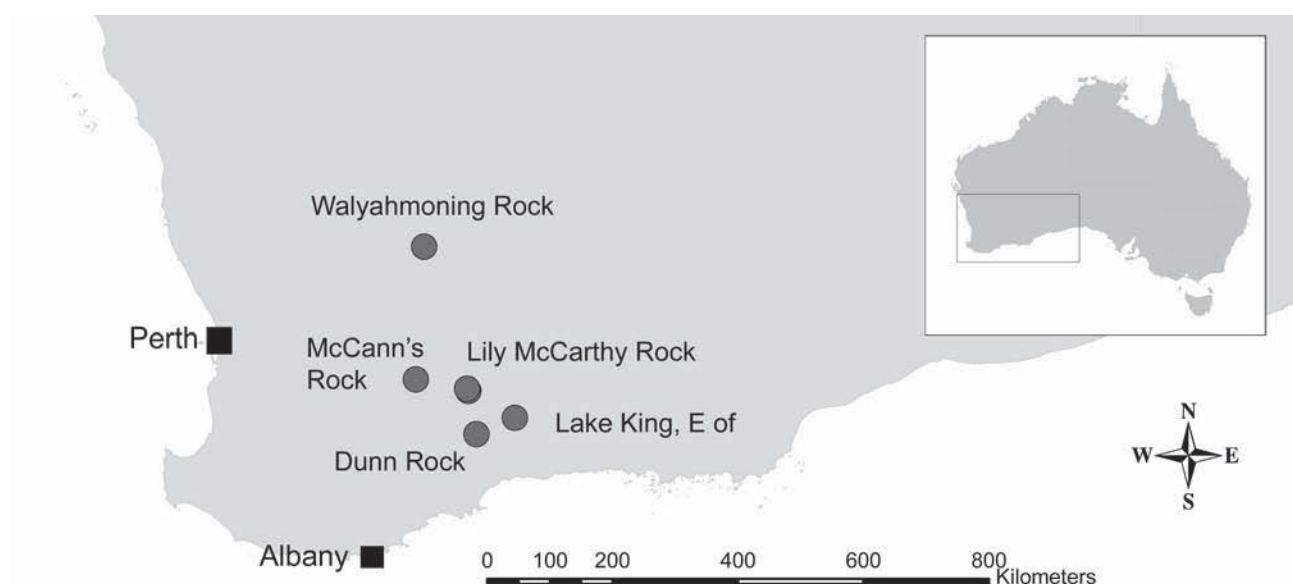 Walyahmoning Rock
Perth
McCann's
Rock
Lily McCarthy Rock
Lake King, E of
Dunn Rock
Albany
N
W E
S
0 100 200 400 600 800
Kilometers